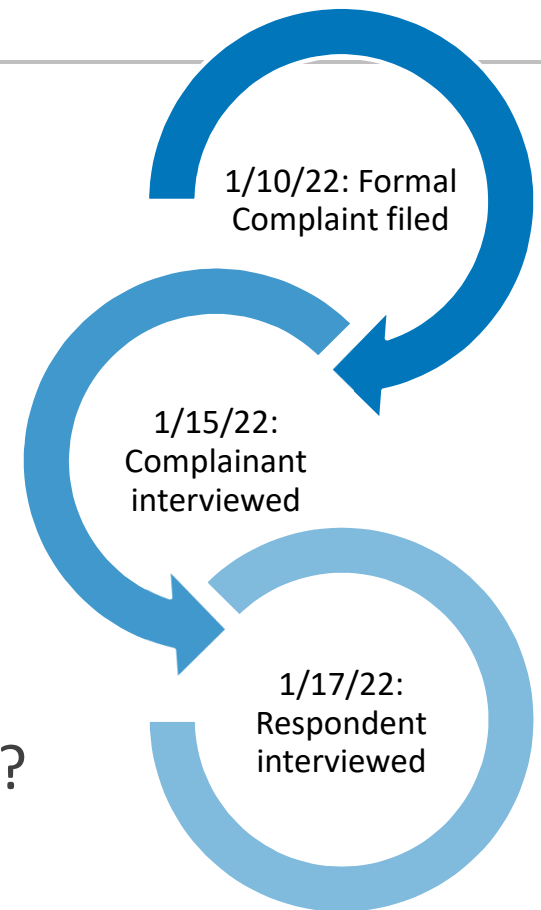 1/10/22: Formal
Complaint filed
1/15/22:
Complainant
interviewed
1/17/22:
Respondent
interviewed
?